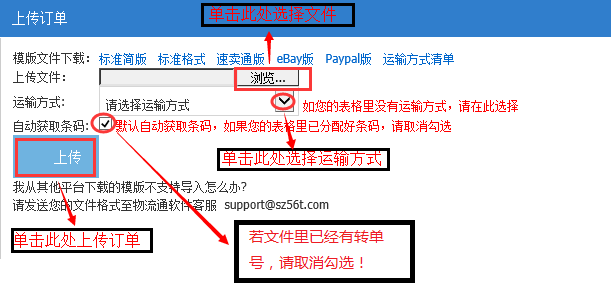 上传订单
单击此处选择文件
模版文件下载： 标准简版 标准格式 速卖通版 eBay版 Paypal版 运输方式清单
上传文件： 浏览...
运输方式： 请选择运输方式 如您的表格里没有运输方式，请在此选择
自动获取条码： 默认自动获取条码，如果您的表格里已分配好条码，请取消勾选
上传
单击此处选择运输方式
我从其他平台下载的模版不支持导入怎么办?
请发送您的文件格式至物流通软件客服 support@sz56t.com
单击此处上传订单
若文件里已经有转单
号，请取消勾选！